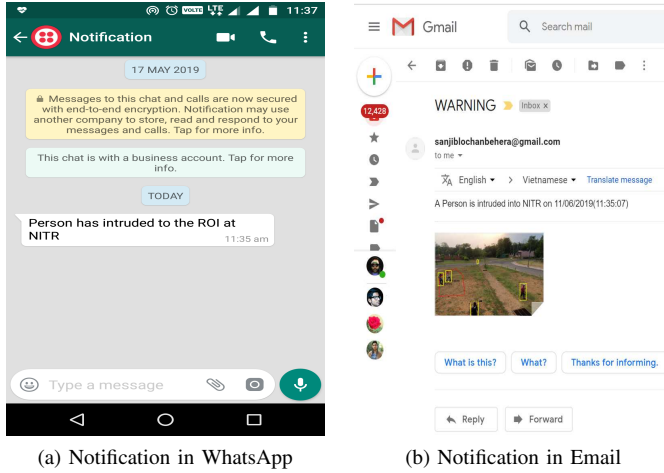 VOLTE LTE 11:37
Notification
17 MAY 2019
Messages to this chat and calls are now secured
with end-to-end encryption. Notification may use
another company to store, read and respond to your
messages and calls. Tap for more info.
This chat is with a business account. Tap for more
info.
TODAY
Person has intruded to the ROI at
NITR
11:35 am
Type a message
(a) Notification in WhatsApp
Gmail
Search mail
12,428
WARNING
Inbox x
sanjiblochanbehera@gmail.com
to me
English > Vietnamese Translate message
A Person is intruded into NITR on 11/06/2019(11:35:07)
What is this? What? Thanks for informing.
Reply Forward
(b) Notification in Email